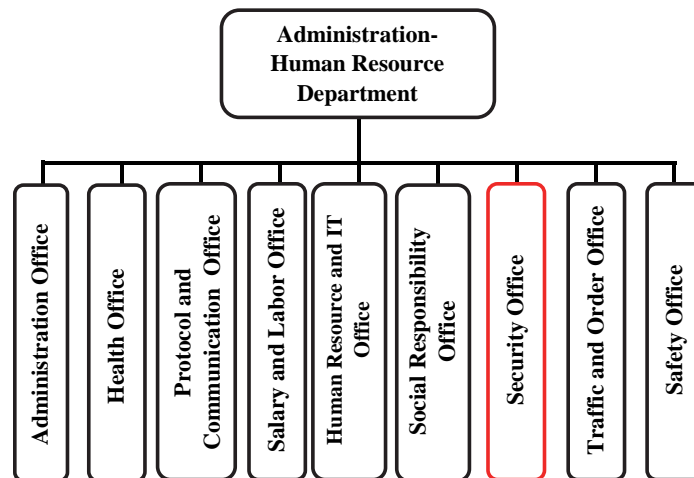 Administration-
Human Resource
Department
Administration Office
Health Office
Protocol and
Communication Office
Salary and Labor Office
Human Resource and IT
Office
Social Responsibility
Office
Security Office
Traffic and Order Office
Safety Office